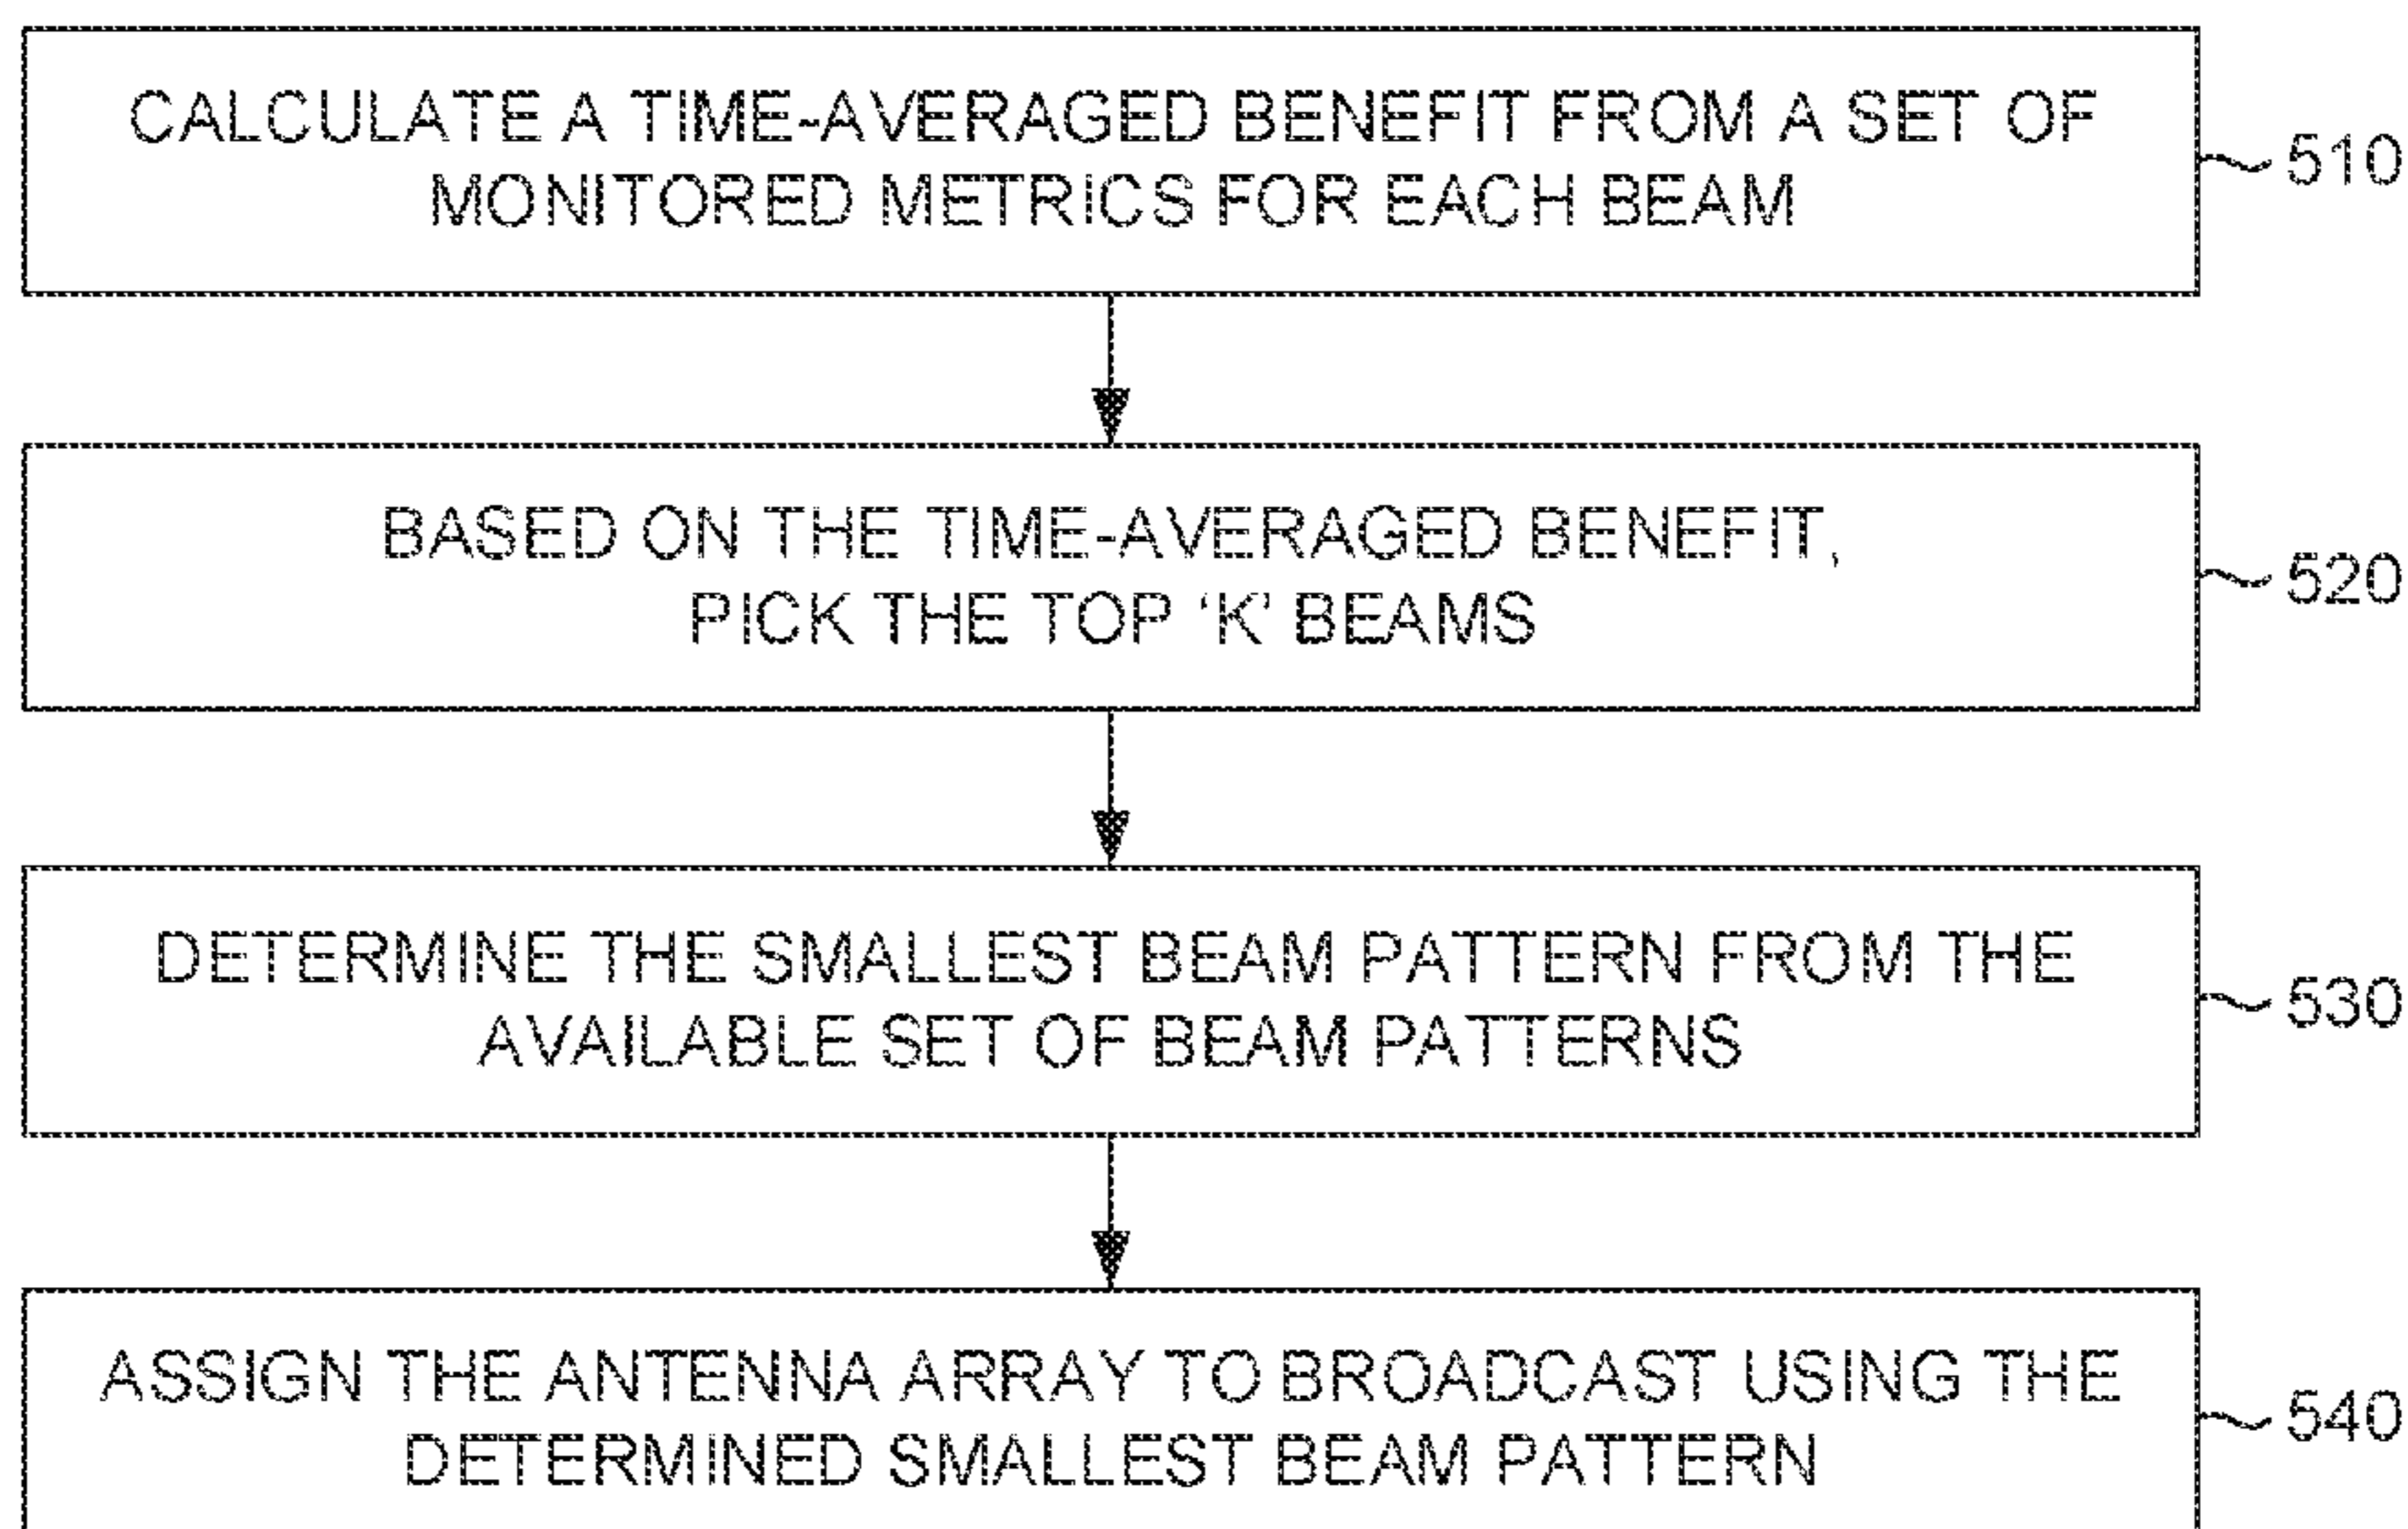 CALCULATE A TIME-AVERAGED BENEFIT FROM A SET OF
MONITORED METRICS FOR EACH BEAM
510
BASED ON THE TIME-AVERAGED BENEFIT,
PICK THE TOP ‘K’ BEAMS
520
DETERMINE THE SMALLEST BEAM PATTERN FROM THE
AVAILABLE SET OF BEAM PATTERNS
530
ASSIGN THE ANTENNA ARRAY TO BROADCAST USING THE
DETERMINED SMALLEST BEAM PATTERN
540